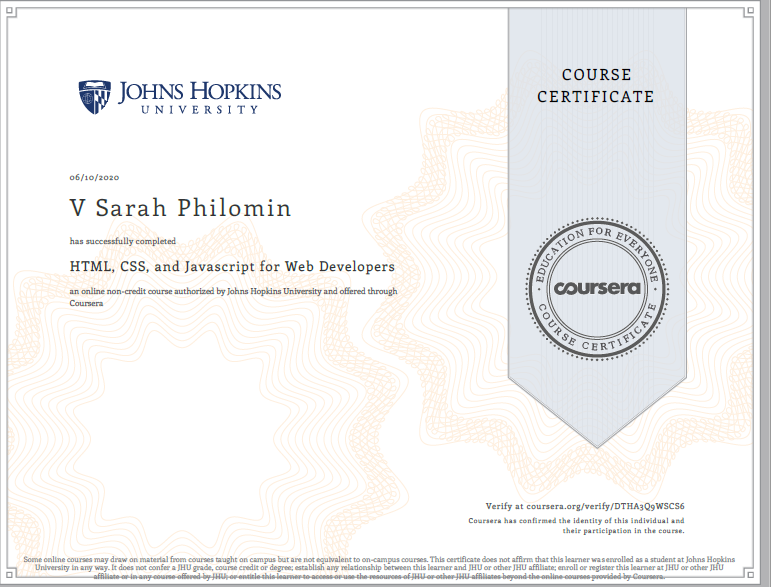 JOHNS HOPKINS
UNIVERSITY
COURSE
CERTIFICATE
06/10/2020
V Sarah Philomin
has successfully completed
HTML, CSS, and Javascript for Web Developers
an online non-credit course authorized by Johns Hopkins University and offered through
Coursera
EDUCATION FOR EVERYONE
coursera
COURSE CERTIFICATE
Verify at coursera.org/verify/DTHA3Q9WSCS6
Coursera has confirmed the identity of this individual and
their participation in the course.
Some online courses may draw on material from courses taught on campus but are not equivalent to on-campus courses. This certificate does not affirm that this learner was enrolled as a student at Johns Hopkins
University in any way. It does not confer a JHU grade, course credit or degree; establish any relationship between this learner and JHU or other JHU affiliate; enroll or register this learner at JHU or other JHU
affiliate or in any course offered by JHU; or entitle this learner to access or use the resources of JHU or other JHU affiliates beyond the online courses provided by Coursera.